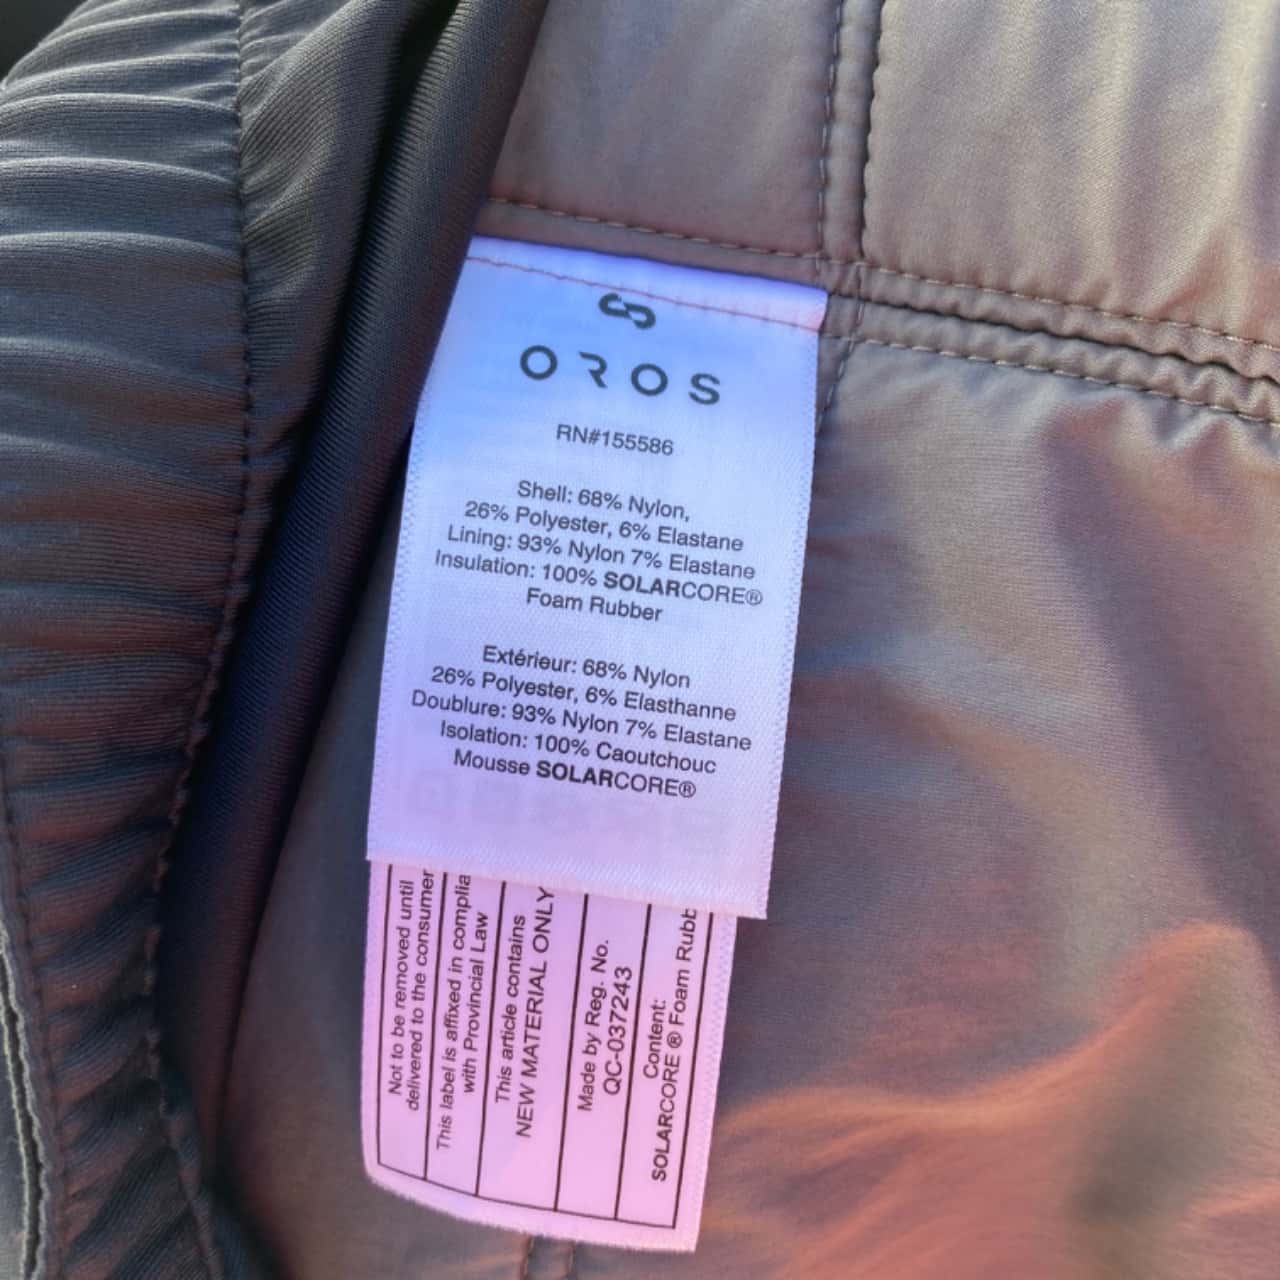 OROS
RN#155586
Shell: 68% Nylon,
26% Polyester, 6% Elastane
Lining: 93% Nylon 7% Elastane
Insulation: 100% SOLARCORE®
Foam Rubber
Extérieur: 68% Nylon
26% Polyester, 6% Elasthanne
Doublure: 93% Nylon 7% Elastane
Isolation: 100% Caoutchouc
Mousse SOLARCORE®
Not to be removed until
delivered to the consumer
This label is affixed in complia
with Provincial Law
This article contains
NEW MATERIAL ONLY
Made by Reg. No.
QC-037243
Content:
SOLARCORE ® Foam Rubb